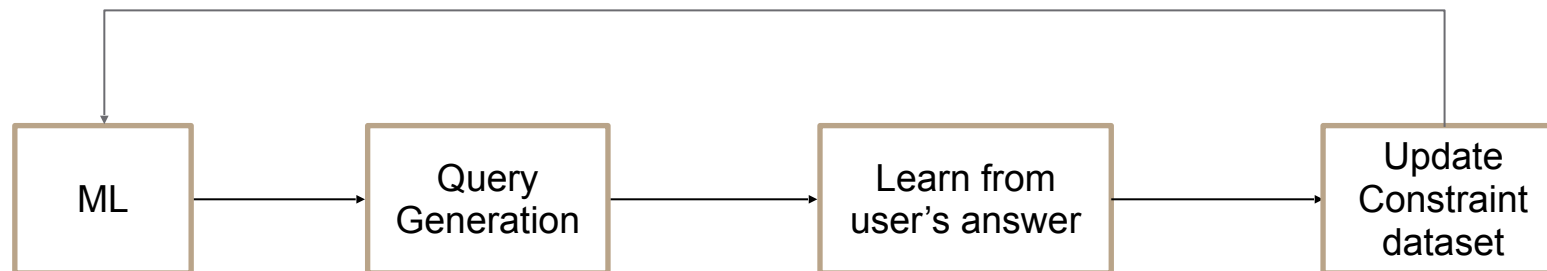 ML
Query
Generation
Learn from
user’s answer
Update
Constraint
dataset